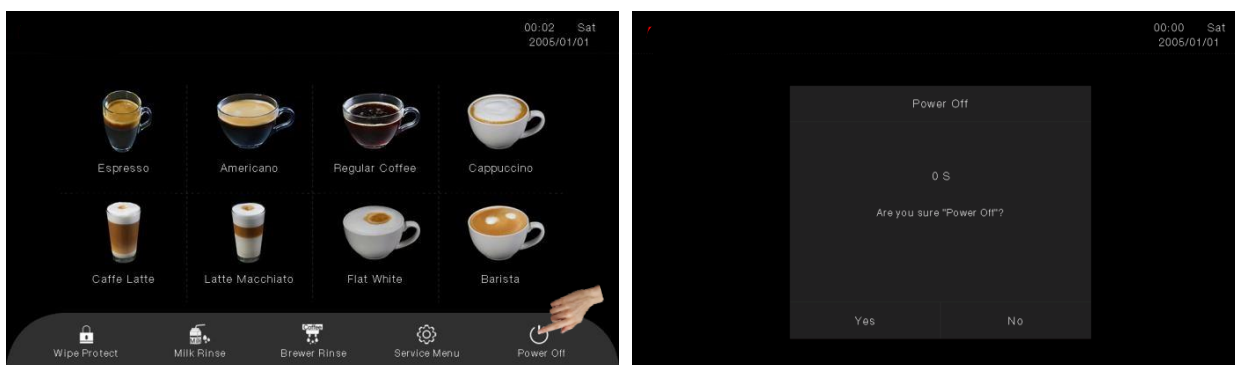 00:02 Sat
2005/01/01
Espresso
Americano
Regular Coffee
Cappuccino
Caffe Latte
Latte Macchiato
Flat White
Barista
Coffee
Milk
Wipe Protect
Milk Rinse
Brewer Rinse
Service Menu
Power Off
00:00 Sat
2005/01/01
Power Off
0 S
Are you sure "Power Off"?
Yes
No